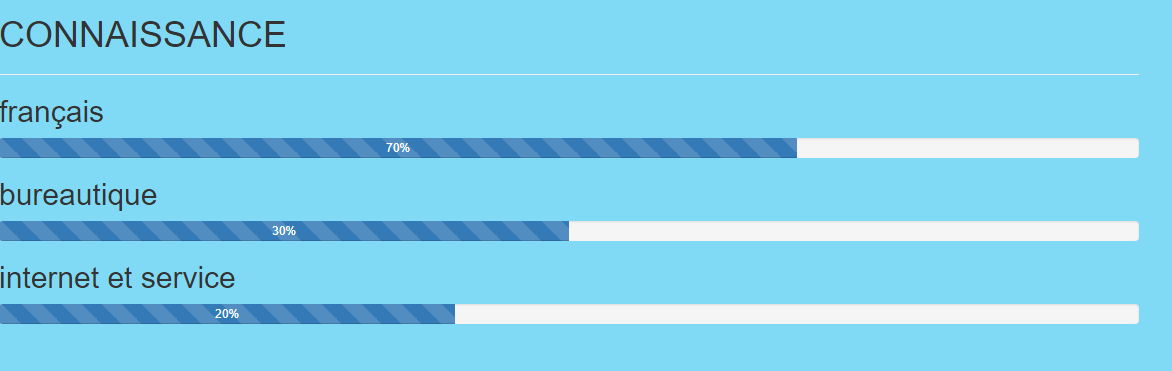 CONNAISSANCE
français
70%
bureautique
30%
internet et service
20%